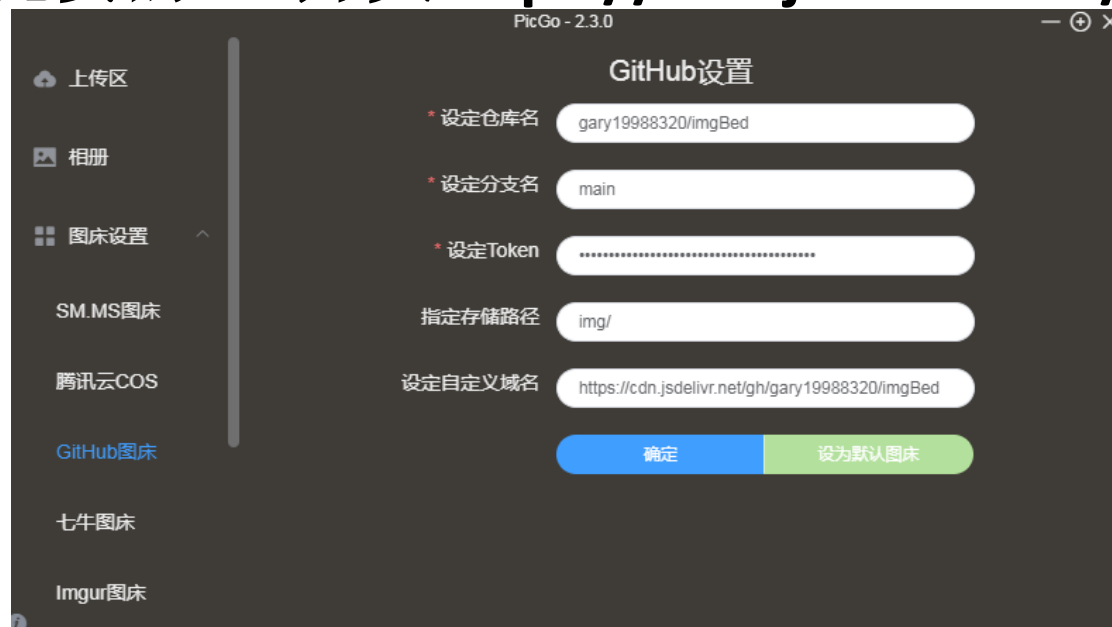 PicGo - 2.3.0
上传区
相册
图床设置
SM.MS图床
腾讯云COS
GitHub图床
七牛图床
Imgur图床
GitHub设置
* 设定仓库名
gary19988320/imgBed
* 设定分支名
main
* 设定Token
指定存储路径
img/
设定自定义域名
https://cdn.jsdelivr.net/gh/gary19988320/imgBed
确定
设为默认图床